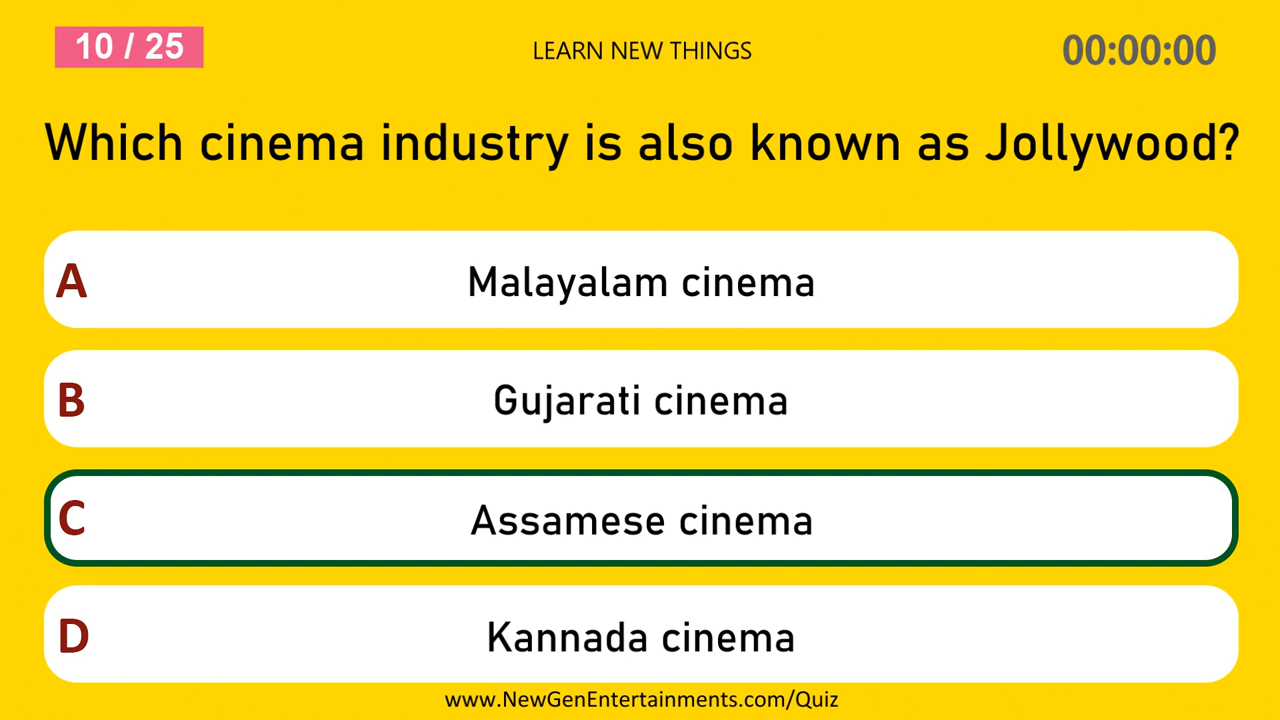 10 / 25
LEARN NEW THINGS
00:00:00
Which cinema industry is also known as Jollywood?
A Malayalam cinema
B Gujarati cinema
C Assamese cinema
D Kannada cinema
www.NewGenEntertainments.com/Quiz